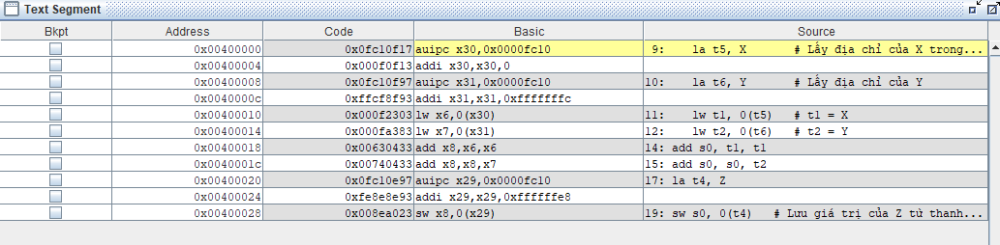 Text Segment
Bkpt Address Code Basic Source
0x00400000 0x0fc10f17 auipc x30,0x0000fc10 9: la t5, X # Lấy địa chỉ của X trong...
0x00400004 0x000f0f13 addi x30,x30,0
0x00400008 0x0fc10f97 auipc x31,0x0000fc10 10: la t6, Y # Lấy địa chỉ của Y
0x0040000c 0xffcf8f93 addi x31,x31,0xfffffffc
0x00400010 0x000f2303 lw x6,0(x30) 11: lw t1, 0(t5) # t1 = X
0x00400014 0x000fa383 lw x7,0(x31) 12: lw t2, 0(t6) # t2 = Y
0x00400018 0x00630433 add x8,x6,x6 14: add s0, t1, t1
0x0040001c 0x00740433 add x8,x8,x7 15: add s0, s0, t2
0x00400020 0x0fc10e97 auipc x29,0x0000fc10 17: la t4, Z
0x00400024 0xfe8e8e93 addi x29,x29,0xffffffe8
0x00400028 0x008ea023 sw x8,0(x29) 19: sw s0, 0(t4) # Lưu giá trị của Z từ thanh...